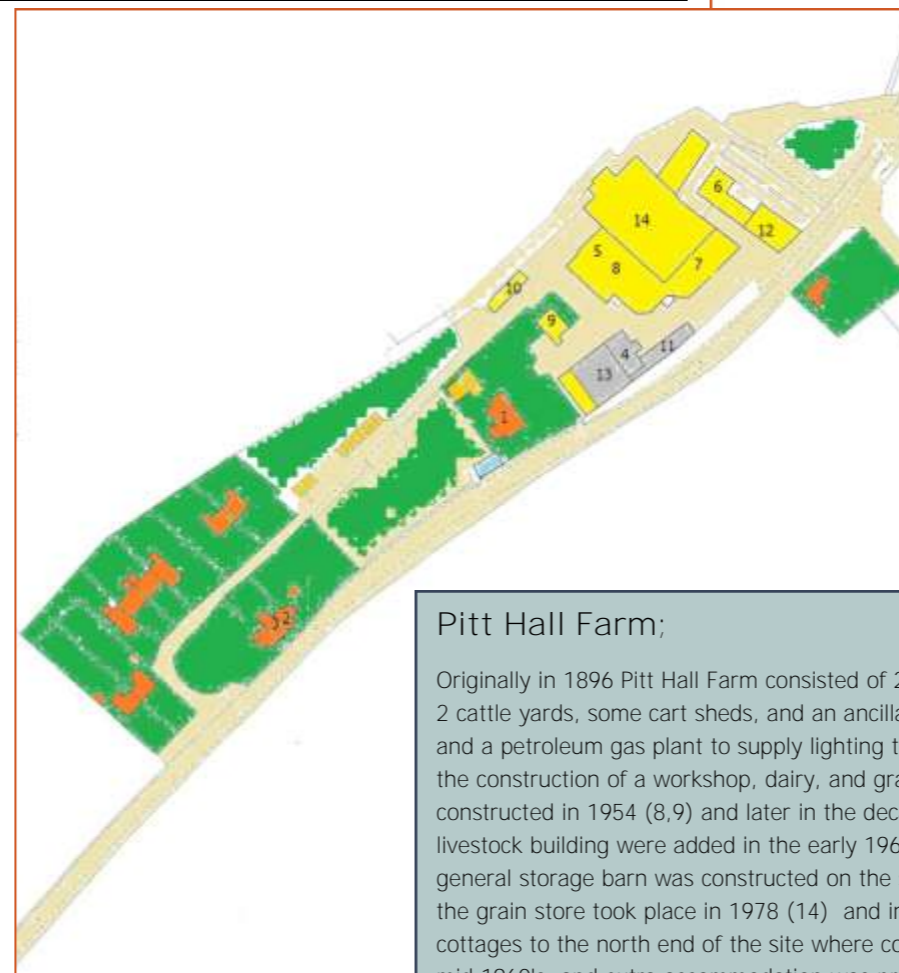 6
14
12
5
8
7
10
9
4
11
13
1
2
Pitt Hall Farm;
Originally in 1896 Pitt Hall Farm consisted of
2 cattle yards, some cart sheds, and an
and a petroleum gas plant to supply lighting
the construction of a workshop, dairy, and
constructed in 1954 (8,9) and later in the
livestock building were added in the early
general storage barn was constructed on the
the grain store took place in 1978 (14) and
cottages to the north end of the site where